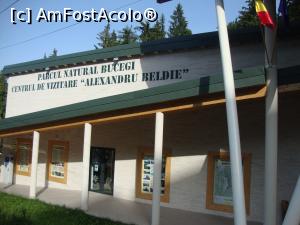 (c) AmFostAcolo®
PARCUL NATURAL BUCEGI
CENTRUL DE VIZITARE "ALEXANDRU BELDIE"